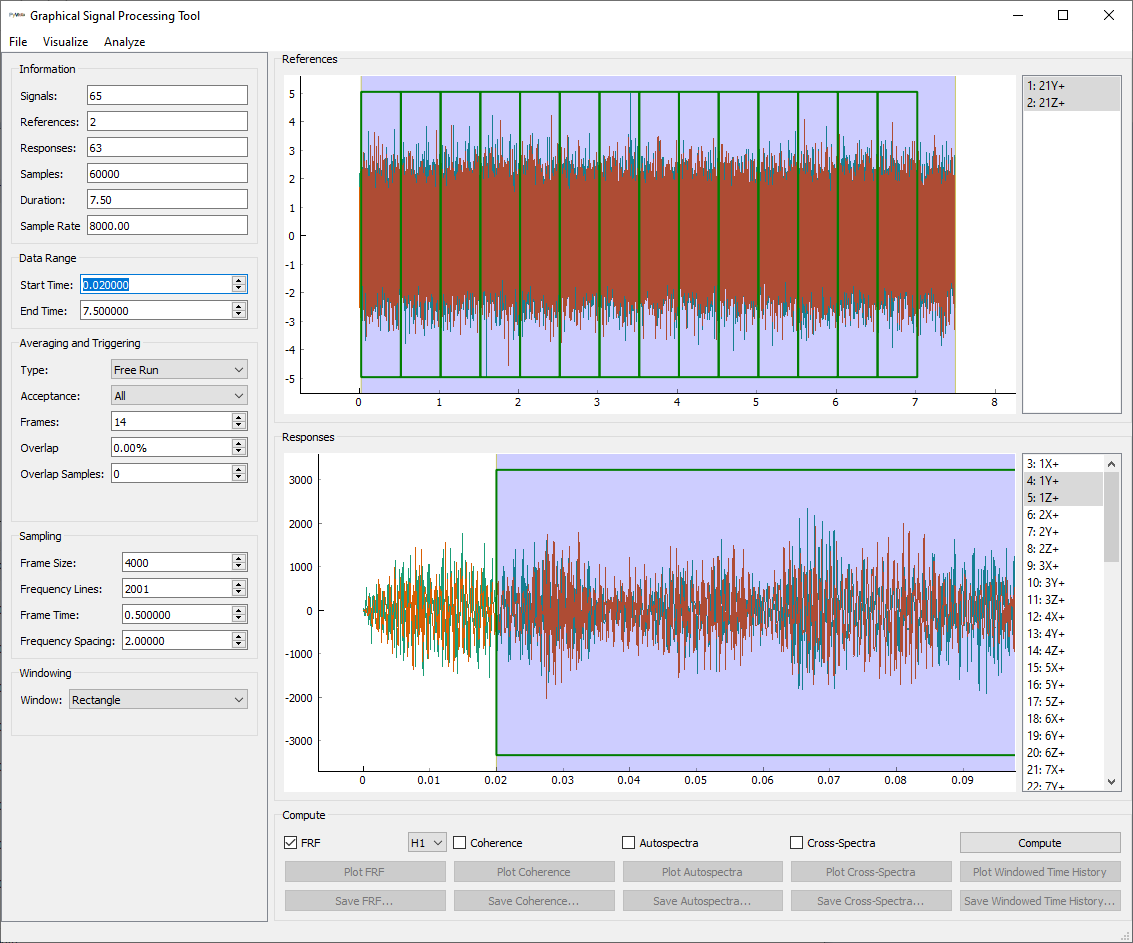 Graphical Signal Processing Tool
File Visualize Analyze
Information
Signals: 65
References: 2
Responses: 63
Samples: 60000
Duration: 7.50
Sample Rate 8000.00
Data Range
Start Time: 0.020000
End Time: 7.500000
Averaging and Triggering
Type: Free Run
Acceptance: All
Frames: 14
Overlap 0.00%
Overlap Samples: 0
Sampling
Frame Size: 4000
Frequency Lines: 2001
Frame Time: 0.500000
Frequency Spacing: 2.00000
Windowing
Window: Rectangle
References
5
4
3
2
1
0
-1
-2
-3
-4
-5
0 1 2 3 4 5 6 7 8
1: 21Y+
2: 21Z+
Responses
3000
2000
1000
0
-1000
-2000
-3000
0 0.01 0.02 0.03 0.04 0.05 0.06 0.07 0.08 0.09
3: 1X+
4: 1Y+
5: 1Z+
6: 2X+
7: 2Y+
8: 2Z+
9: 3X+
10: 3Y+
11: 3Z+
12: 4X+
13: 4Y+
14: 4Z+
15: 5X+
16: 5Y+
17: 5Z+
18: 6X+
19: 6Y+
20: 6Z+
21: 7X+
22: 7Y+
Compute
FRF H1 Coherence Autospectra Cross-Spectra Compute
Plot FRF Plot Coherence Plot Autospectra Plot Cross-Spectra Plot Windowed Time History
Save FRF... Save Coherence... Save Autospectra... Save Cross-Spectra... Save Windowed Time History...